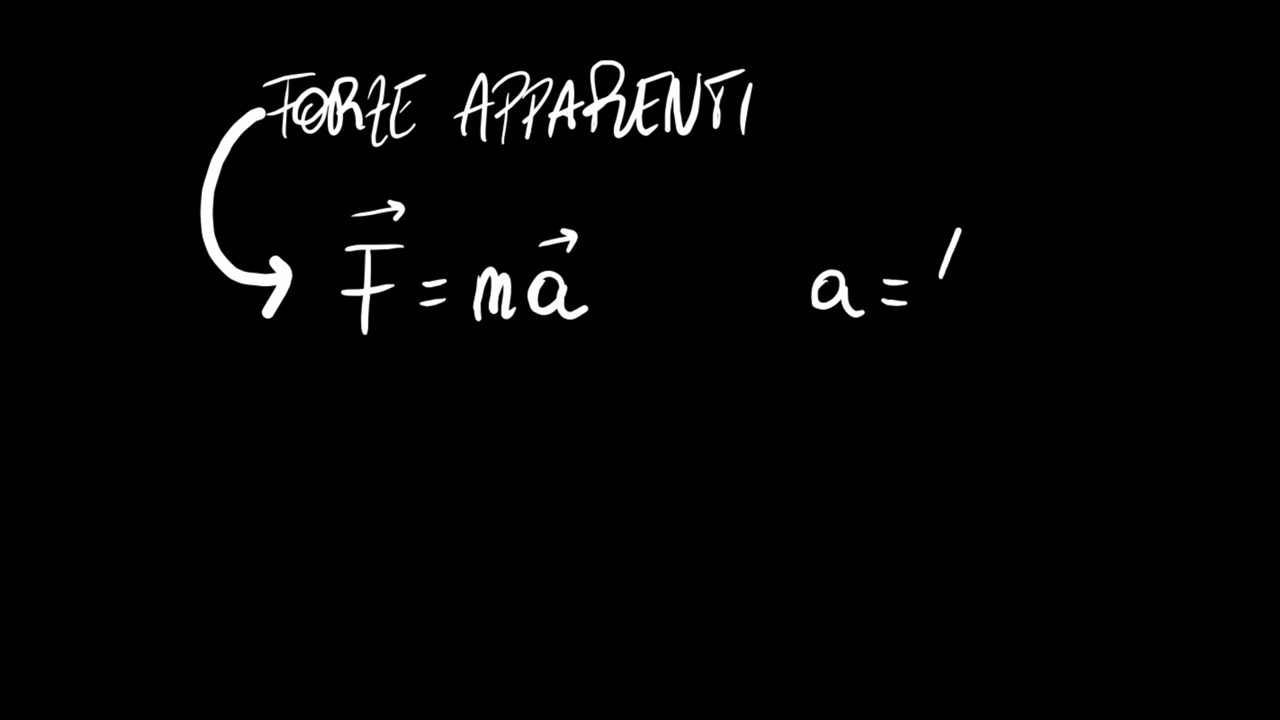 FORZE APPARENTI
F⃗ = ma⃗ a = /